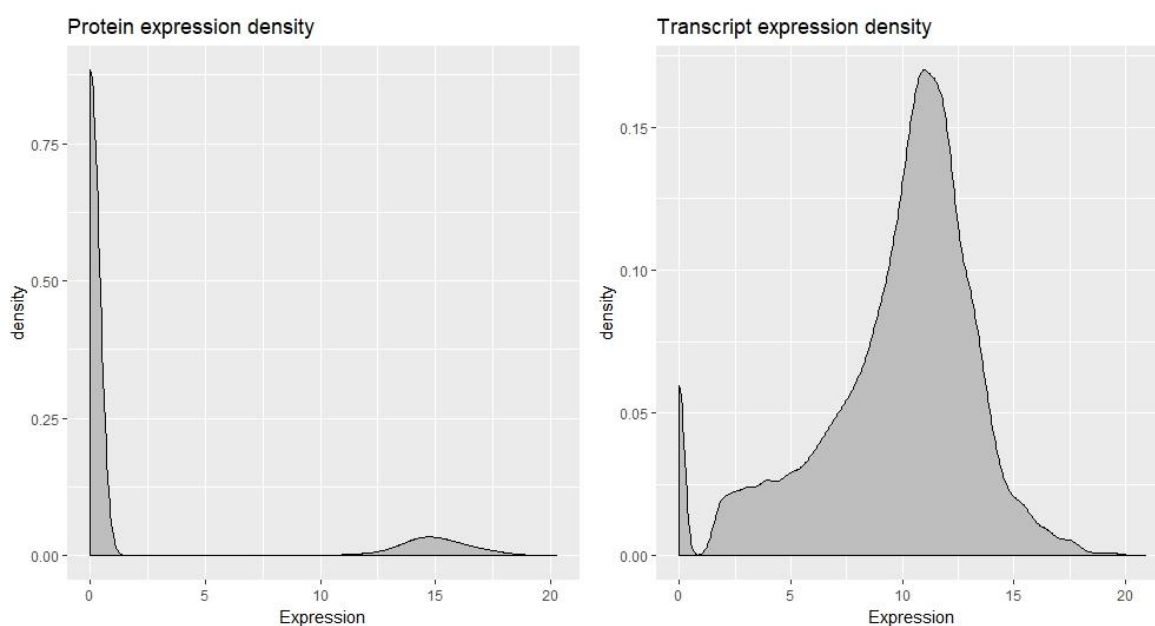 Protein expression density
density
0.75
0.50
0.25
0.00
0 5 10 15 20
Expression
Transcript expression density
density
0.15
0.10
0.05
0.00
0 5 10 15 20
Expression